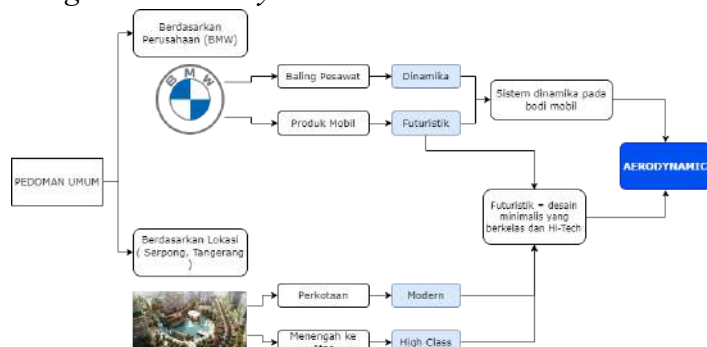 Berdasarkan
Perusahaan (BMW)
BMW
Baling Pesawat
Dinamika
Produk Mobil
Futuristik
Sistem dinamika pada
bodi mobil
PEDOMAN UMUM
AERODYNAMIC
Futuristik = desain
minimalis yang
berkelas dan Hi-Tech
Berdasarkan Lokasi
( Serpong, Tangerang
)
Perkotaan
Modern
Menengah ke
High Class